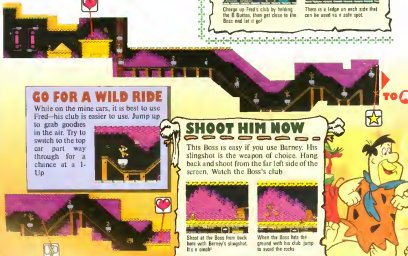 Charge up Fred's club by holding
the B Button, then get close to the
Boss and let it go!
There is a ledge on each side that
can be used as a safe spot.
TO
GO FOR A WILD RIDE
While on the mine cars, it is best to use
Fred—his club is easier to use. Jump up
to grab goodies
in the air. Try to
switch to the top
car part way
through for a
chance at a 1-
Up
SHOOT HIM NOW
This Boss is easy if you use Barney. His
slingshot is the weapon of choice. Hang
back and shoot from the far left side of the
screen. Watch the Boss's club
Shoot at the Boss from back
here with Barney's slingshot.
It's a smash!
When the Boss hits the
ground with his club jump
to avoid the rocks